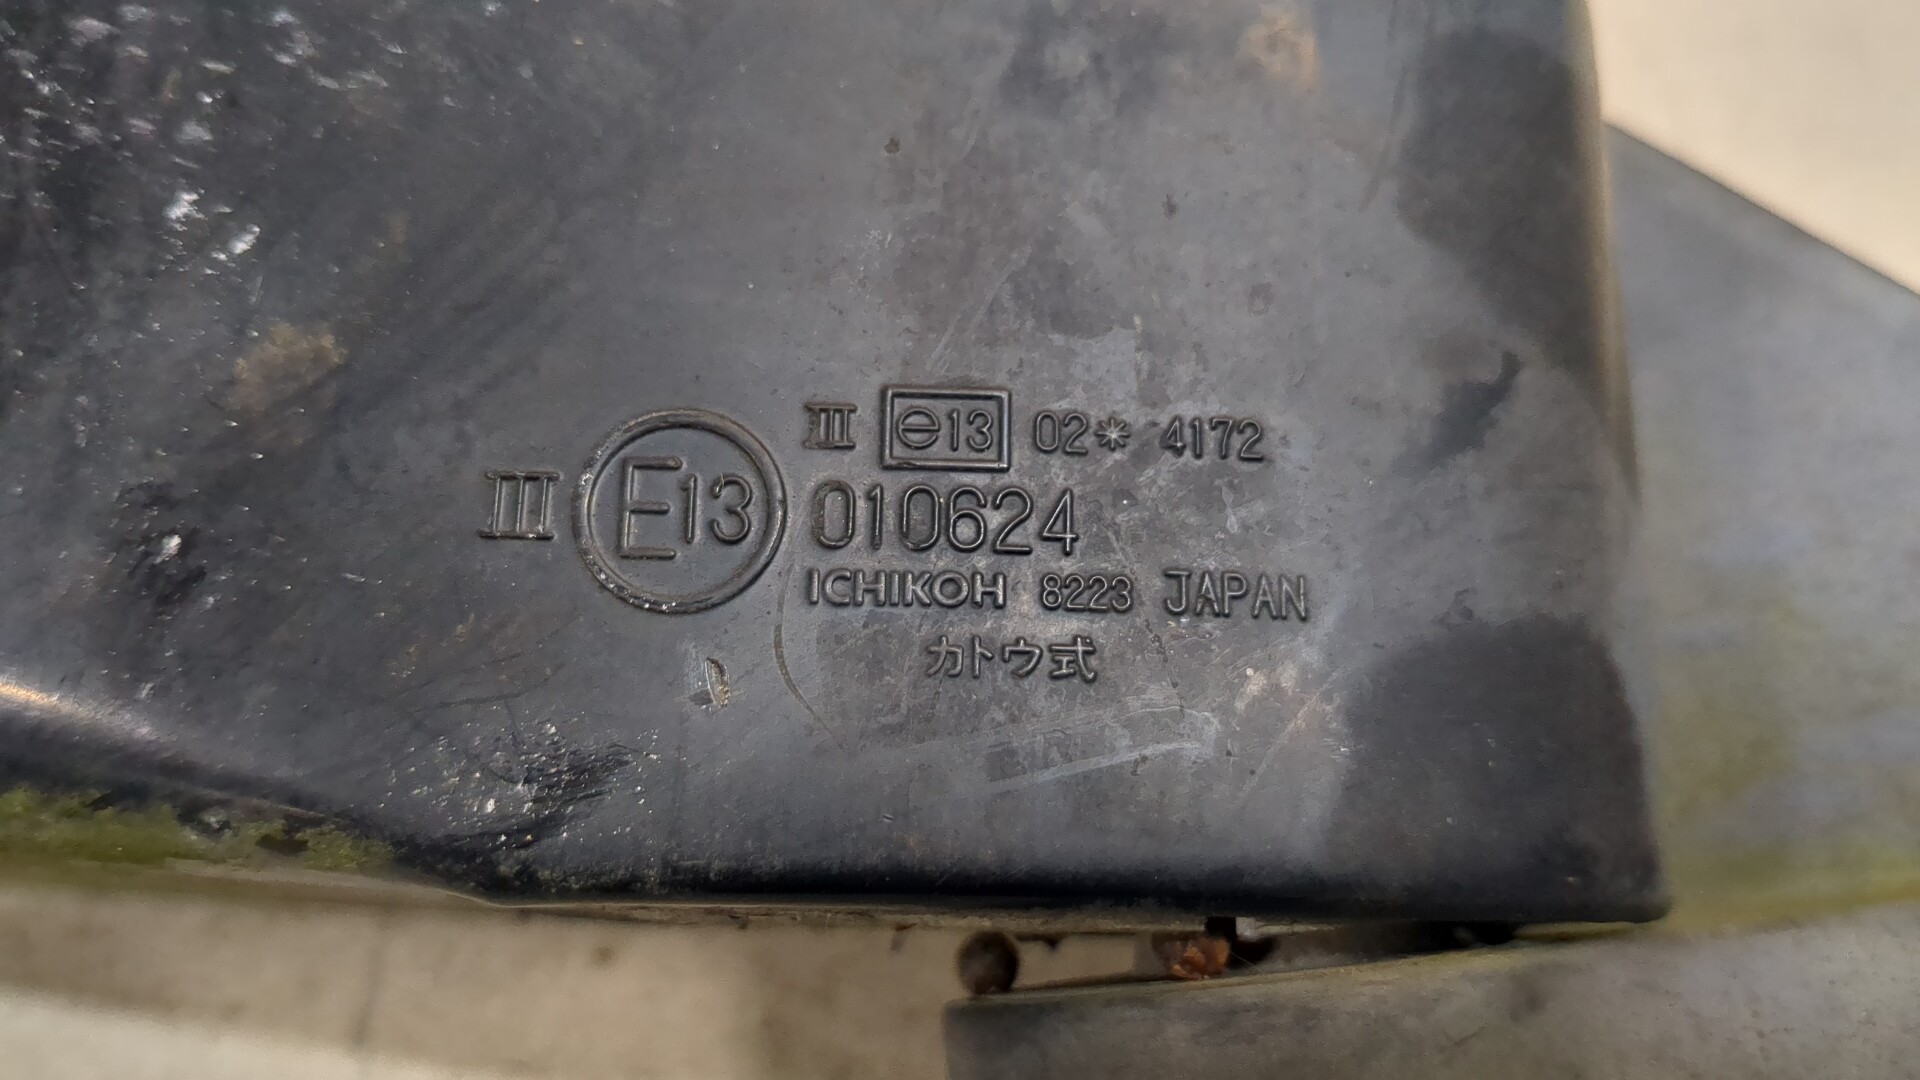 III e13 02* 4172
III E13 010624
ICHIKOH 8223 JAPAN
カトウ式